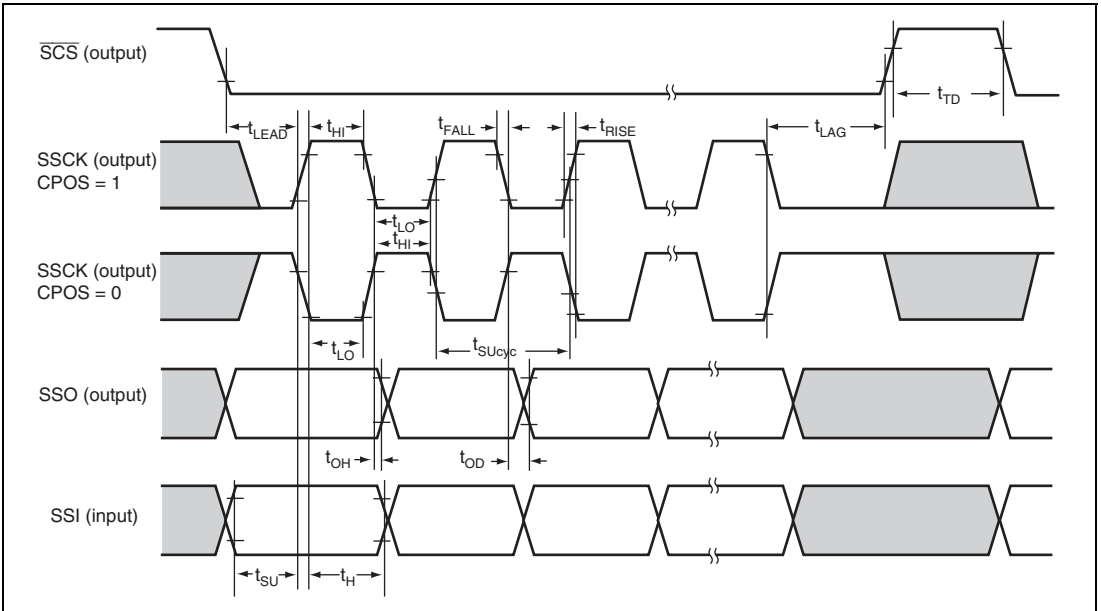 SCS (output)
tTD
tLEAD
tHI
tFALL
tRISE
tLAG
SSCK (output)
CPOS = 1
tLO
tHI
SSCK (output)
CPOS = 0
tLO
tSUcyc
SSO (output)
tOH
tOD
SSI (input)
tSU
tH